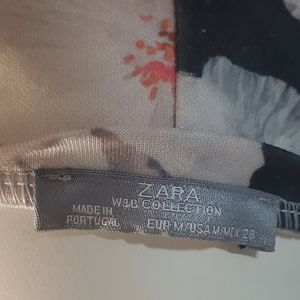 ZARA
W&B COLLECTION
MADE IN
PORTUGAL
EUR M/USA M/MEX 28